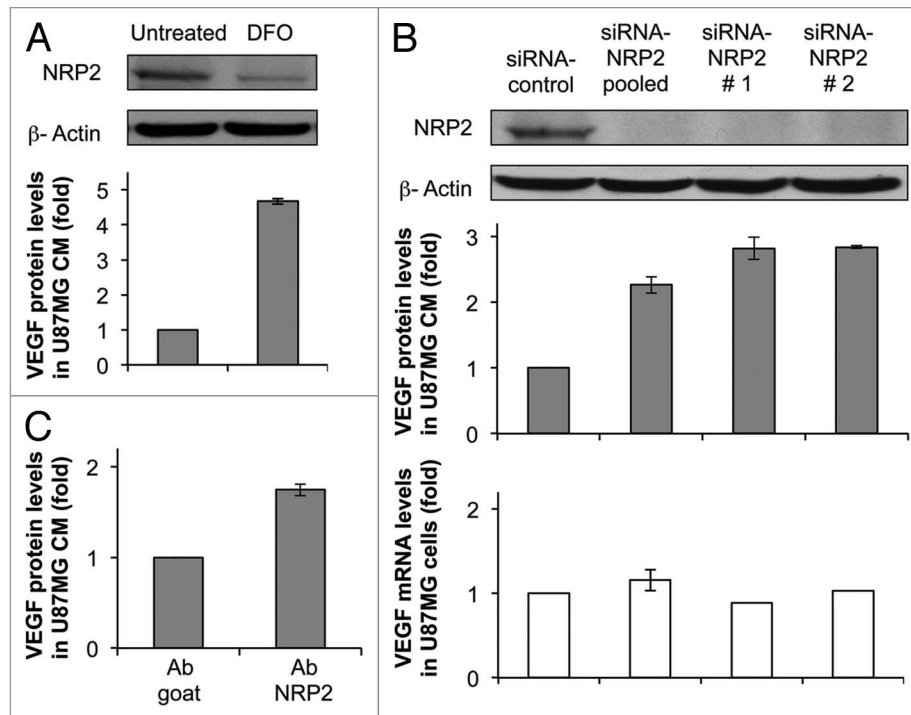 A
Untreated DFO
NRP2
β- Actin
VEGF protein levels
in U87MG CM (fold)
5
4
3
2
1
0
B
siRNA-
control
siRNA-
NRP2
pooled
siRNA-
NRP2
# 1
siRNA-
NRP2
# 2
NRP2
β- Actin
VEGF protein levels
in U87MG CM (fold)
3
2
1
0
VEGF mRNA levels
in U87MG cells (fold)
2
1
0
C
VEGF protein levels
in U87MG CM (fold)
2
1
0
Ab
goat
Ab
NRP2